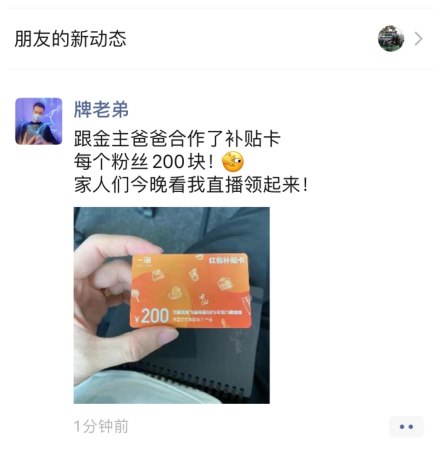 朋友的新动态
牌老弟
跟金主爸爸合作了补贴卡
每个粉丝200块！
家人们今晚看我直播领起来！
红包补贴卡
¥200
1分钟前